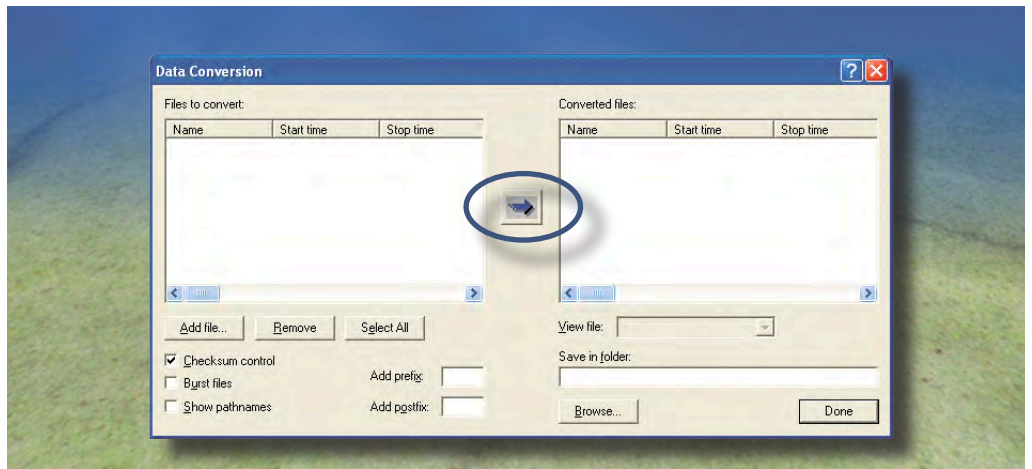 Data Conversion
Files to convert:
Name Start time Stop time
Add file... Remove Select All
Checksum control
Burst files
Show pathnames
Add prefix:
Add postfix:
Converted files:
Name Start time Stop time
View file:
Save in folder:
Browse... Done